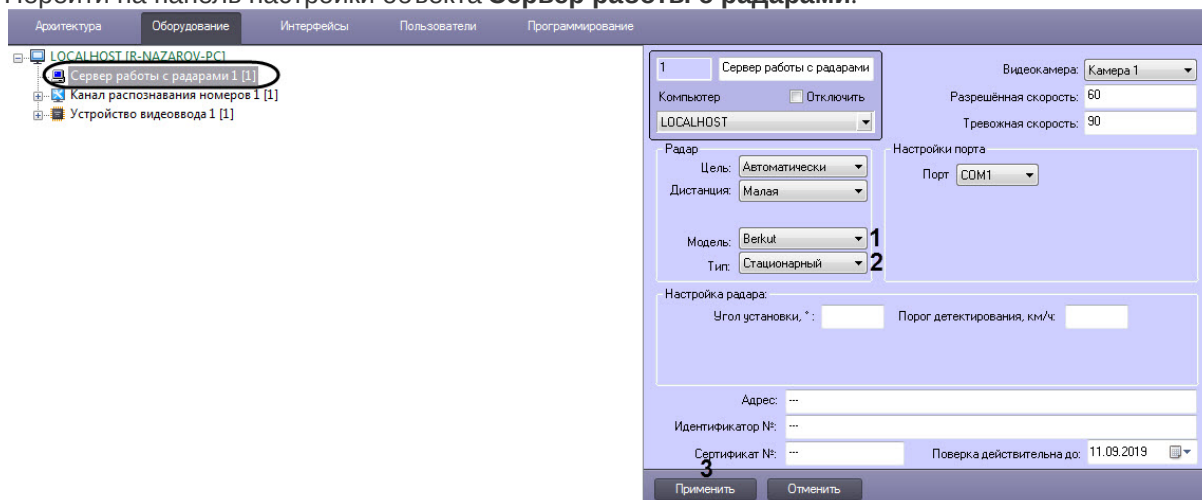 Перейти на панель настройки объекта Сервер работы с радарами.
Архитектура Оборудование Интерфейсы Пользователи Программирование
LOCALHOST [R-NAZAROV-PC]
Сервер работы с радарами 1 [1]
Канал распознавания номеров 1 [1]
Устройство видеоввода 1 [1]
1 Сервер работы с радарами
Компьютер Отключить
LOCALHOST
Видеокамера: Камера 1
Разрешённая скорость: 60
Тревожная скорость: 90
Радар
Цель: Автоматически
Дистанция: Малая
Модель: Berkut 1
Тип: Стационарный 2
Настройки порта
Порт COM1
Настройка радара:
Угол установки, ° : Порог детектирования, км/ч:
Адрес: ---
Идентификатор №: ---
Сертификат №: --- Поверка действительна до: 11.09.2019
3
Применить Отменить